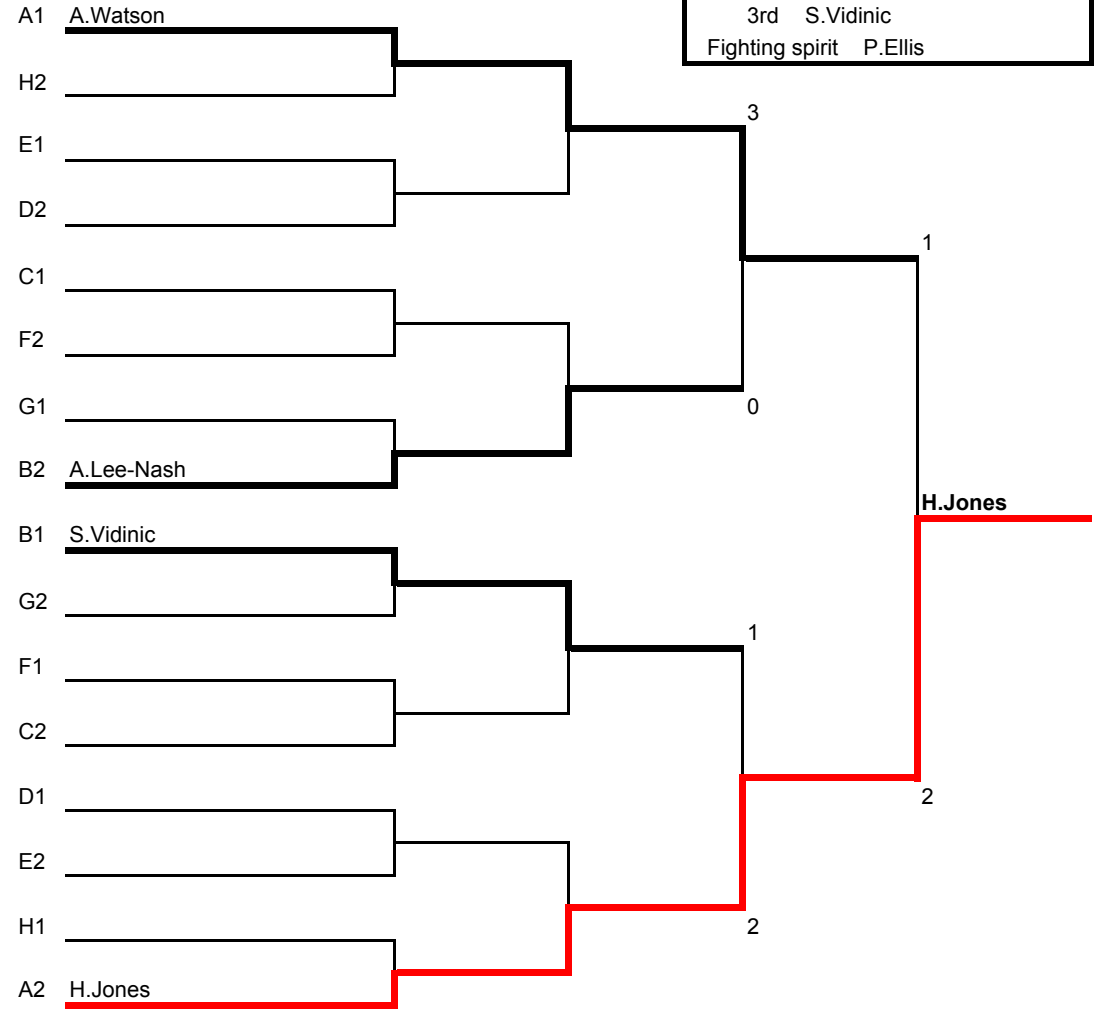 A1 A.Watson
3rd S.Vidinic
Fighting spirit P.Ellis
H2
3
E1
D2
1
C1
F2
G1
0
B2 A.Lee-Nash
H.Jones
B1 S.Vidinic
G2
1
F1
C2
D1
2
E2
H1
2
A2 H.Jones